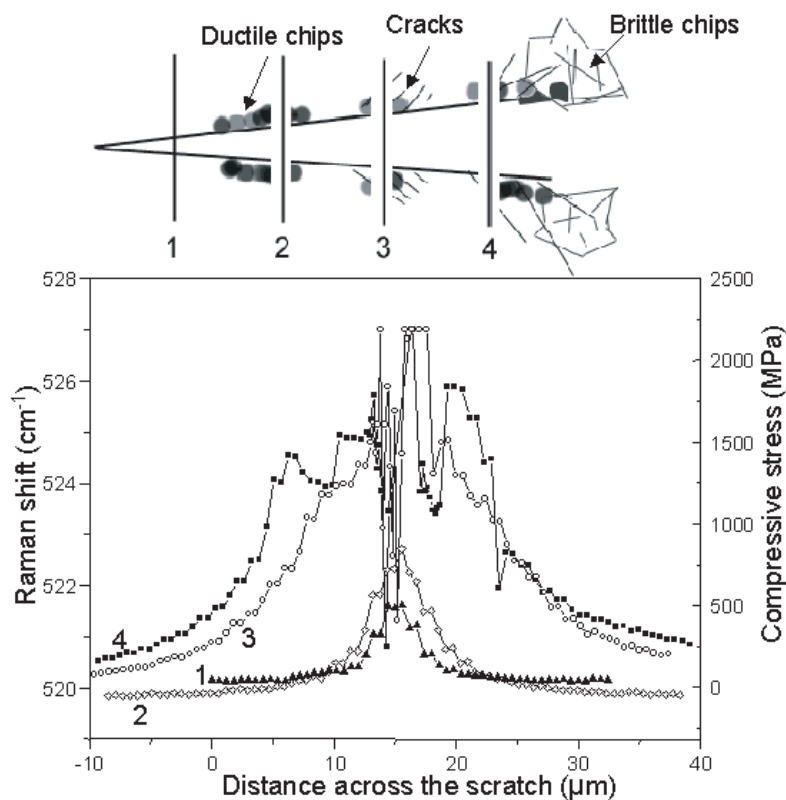 Ductile chips
Cracks
Brittle chips
1 2 3 4
528
526
524
522
520
Raman shift (cm-1)
2500
2000
1500
1000
500
0
Compressive stress (MPa)
4
3
1
2
-10 0 10 20 30 40
Distance across the scratch (µm)